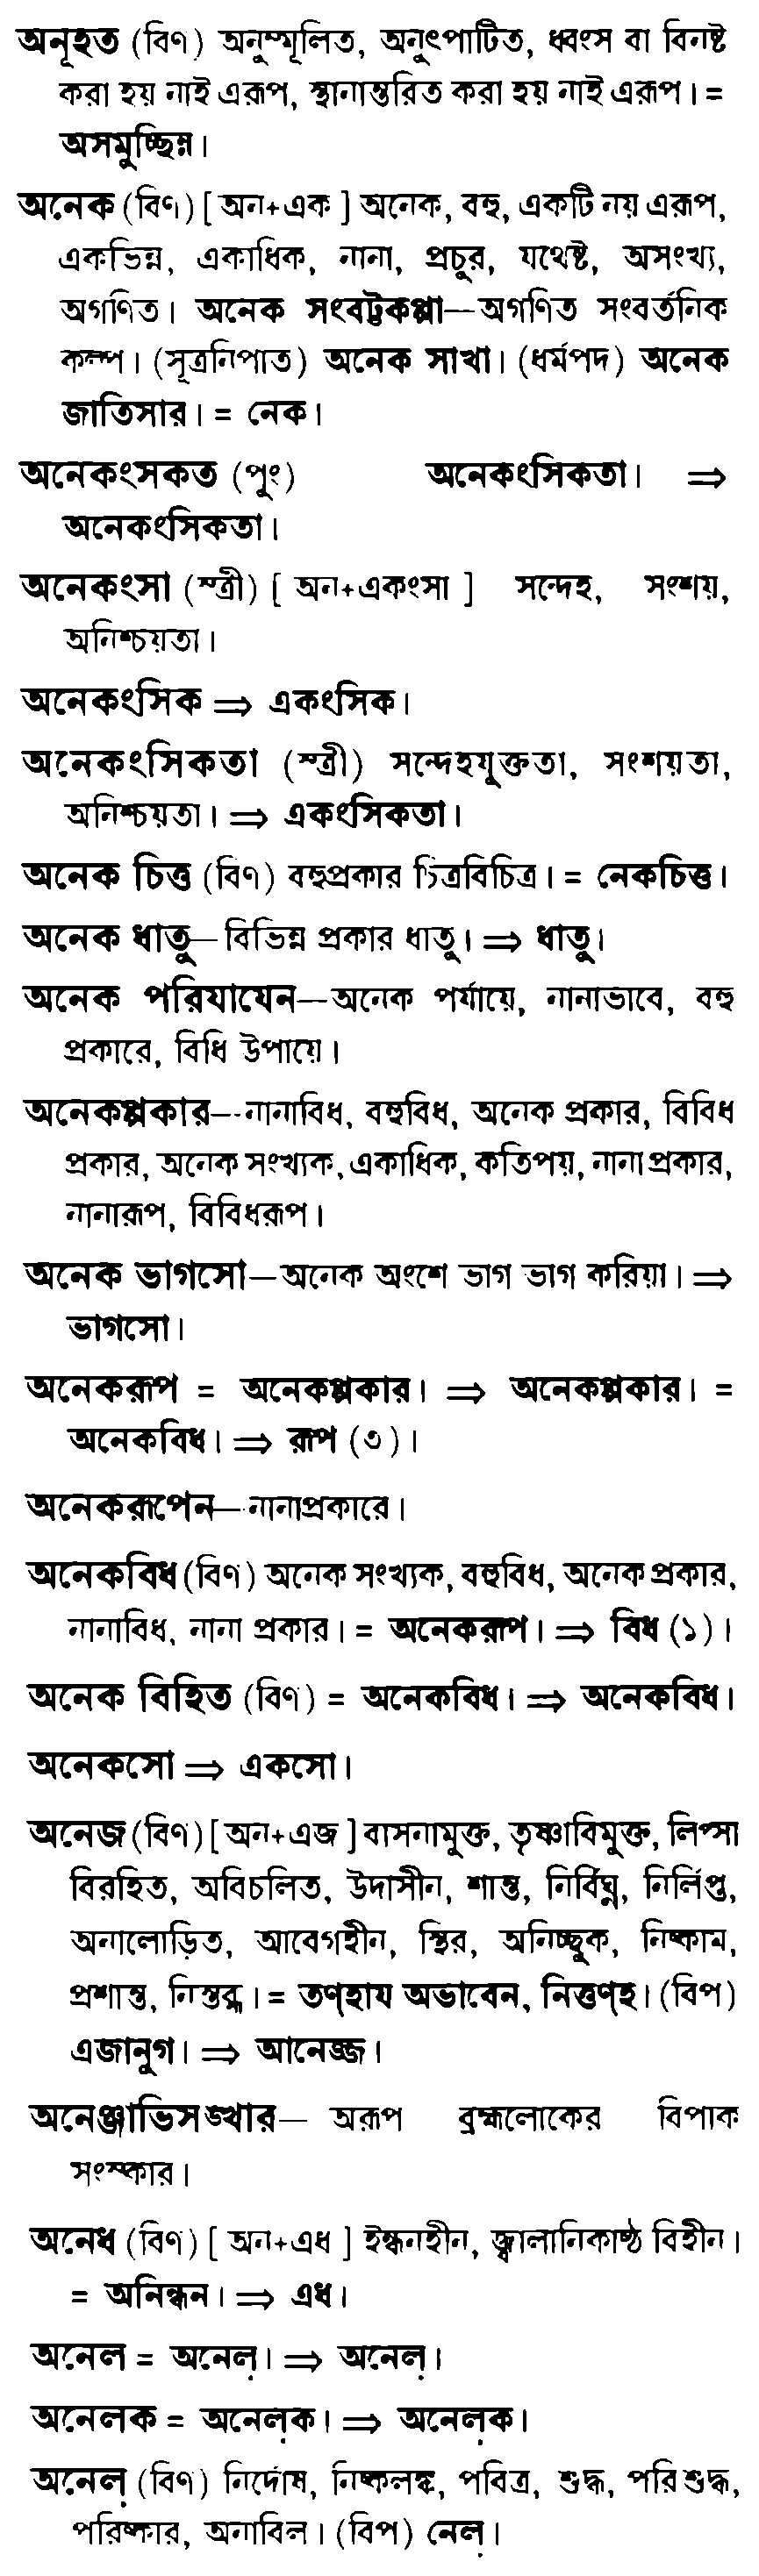 অনূহত (বিণ) অনুম্মূলিত, অনুৎপাটিত, ধ্বংস বা বিনষ্ট
করা হয় নাই এরূপ, স্থানান্তরিত করা হয় নাই এরূপ। =
অসমুচ্ছিন্ন।
অনেক (বিণ) [ অন+এক ] অনেক, বহু, একটি নয় এরূপ,
একভিন্ন, একাধিক, নানা, প্রচুর, যথেষ্ট, অসংখ্য,
অগণিত। অনেক সংবট্টকপ্পা—অগণিত সংবর্তনিক
কল্প। (সূত্রনিপাত) অনেক সাখা। (ধর্মপদ) অনেক
জাতিসার। = নেক।
অনেকংসকত (পুং) অনেকংসিকতা। ⇒
অনেকংসিকতা।
অনেকংসা (স্ত্রী) [ অন+একংসা ] সন্দেহ, সংশয়,
অনিশ্চয়তা।
অনেকংসিক ⇒ একংসিক।
অনেকংসিকতা (স্ত্রী) সন্দেহযুক্ততা, সংশয়তা,
অনিশ্চয়তা। ⇒ একংসিকতা।
অনেক চিত্ত (বিণ) বহুপ্রকার চিত্রবিচিত্র। = নেকচিত্ত।
অনেক ধাতু— বিভিন্ন প্রকার ধাতু। ⇒ ধাতু।
অনেক পরিযাযেন—অনেক পর্যায়ে, নানাভাবে, বহু
প্রকারে, বিধি উপায়ে।
অনেকপ্পকার—নানাবিধ, বহুবিধ, অনেক প্রকার, বিবিধ
প্রকার, অনেক সংখ্যক, একাধিক, কতিপয়, নানা প্রকার,
নানারূপ, বিবিধরূপ।
অনেক ভাগসো—অনেক অংশে ভাগ ভাগ করিয়া। ⇒
ভাগসো।
অনেকরূপ = অনেকপ্পকার। ⇒ অনেকপ্পকার। =
অনেকবিধ। ⇒ রূপ (৩)।
অনেকরূপেন—নানাপ্রকারে।
অনেকবিধ (বিণ) অনেক সংখ্যক, বহুবিধ, অনেক প্রকার,
নানাবিধ, নানা প্রকার। = অনেকরূপ। ⇒ বিধ (১)।
অনেক বিহিত (বিণ) = অনেকবিধ। ⇒ অনেকবিধ।
অনেকসো ⇒ একসো।
অনেজ (বিণ) [ অন+এজ ] বাসনামুক্ত, তৃষ্ণাবিমুক্ত, লিপ্সা
বিরহিত, অবিচলিত, উদাসীন, শান্ত, নির্বিঘ্ন, নির্লিপ্ত,
অনালোড়িত, আবেগহীন, স্থির, অনিচ্ছুক, নিষ্কাম,
প্রশান্ত, নিস্তব্ধ। = তণ্‌হায অভাবেন, নিত্তণ্‌হ। (বিপ)
এজানুগ। ⇒ আনেজ্জ।
অনেঞ্জাভিসঙ্খার— অরূপ ব্রহ্মলোকের বিপাক
সংস্কার।
অনেধ (বিণ) [ অন+এধ ] ইন্ধনহীন, জ্বালানিকাষ্ঠ বিহীন।
= অনিন্ধন। ⇒ এধ।
অনেল = অনেল়। ⇒ অনেল়।
অনেলক = অনেল়ক। ⇒ অনেল়ক।
অনেল় (বিণ) নির্দোষ, নিষ্কলঙ্ক, পবিত্র, শুদ্ধ, পরিশুদ্ধ,
পরিষ্কার, অনাবিল। (বিপ) নেল়।